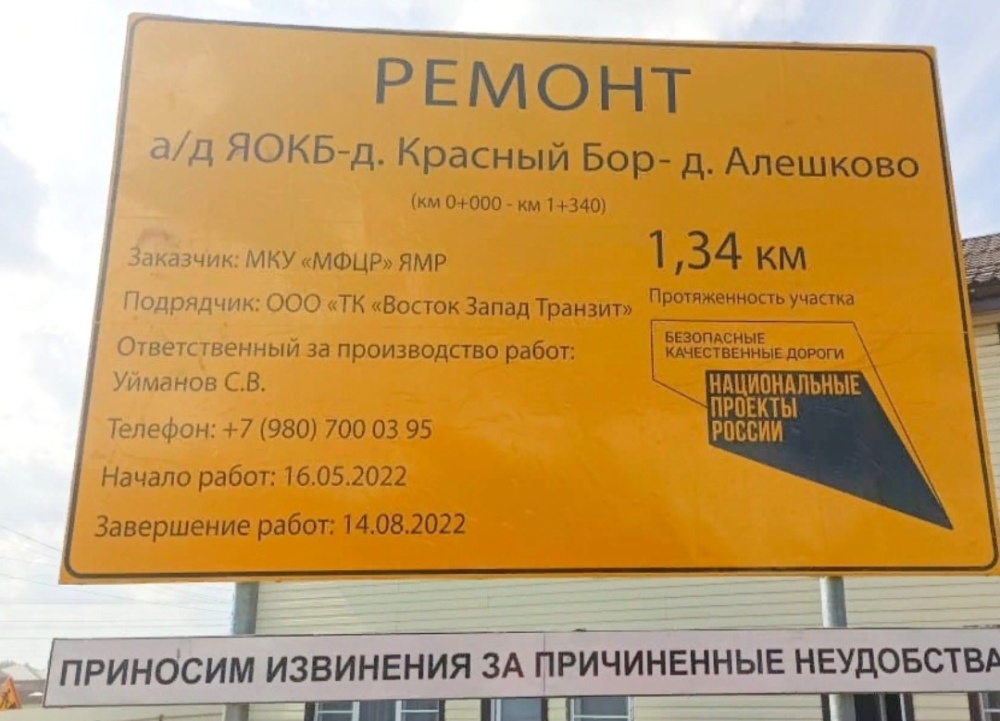 РЕМОНТ
а/д ЯОКБ-д. Красный Бор- д. Алешково
(км 0+000 - км 1+340)
Заказчик: МКУ «МФЦР» ЯМР
1,34 км
Подрядчик: ООО «ТК «Восток Запад Транзит»
Протяженность участка
Ответственный за производство работ:
Уйманов С.В.
Телефон: +7 (980) 700 03 95
Начало работ: 16.05.2022
Завершение работ: 14.08.2022
БЕЗОПАСНЫЕ
КАЧЕСТВЕННЫЕ ДОРОГИ
НАЦИОНАЛЬНЫЕ
ПРОЕКТЫ
РОССИИ
ПРИНОСИМ ИЗВИНЕНИЯ ЗА ПРИЧИНЕННЫЕ НЕУДОБСТВА